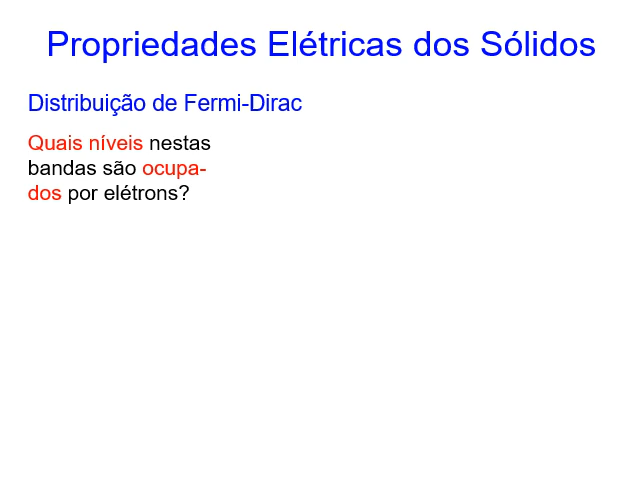 Propriedades Elétricas dos Sólidos
Distribuição de Fermi-Dirac
Quais níveis nestas
bandas são ocupa-
dos por elétrons?